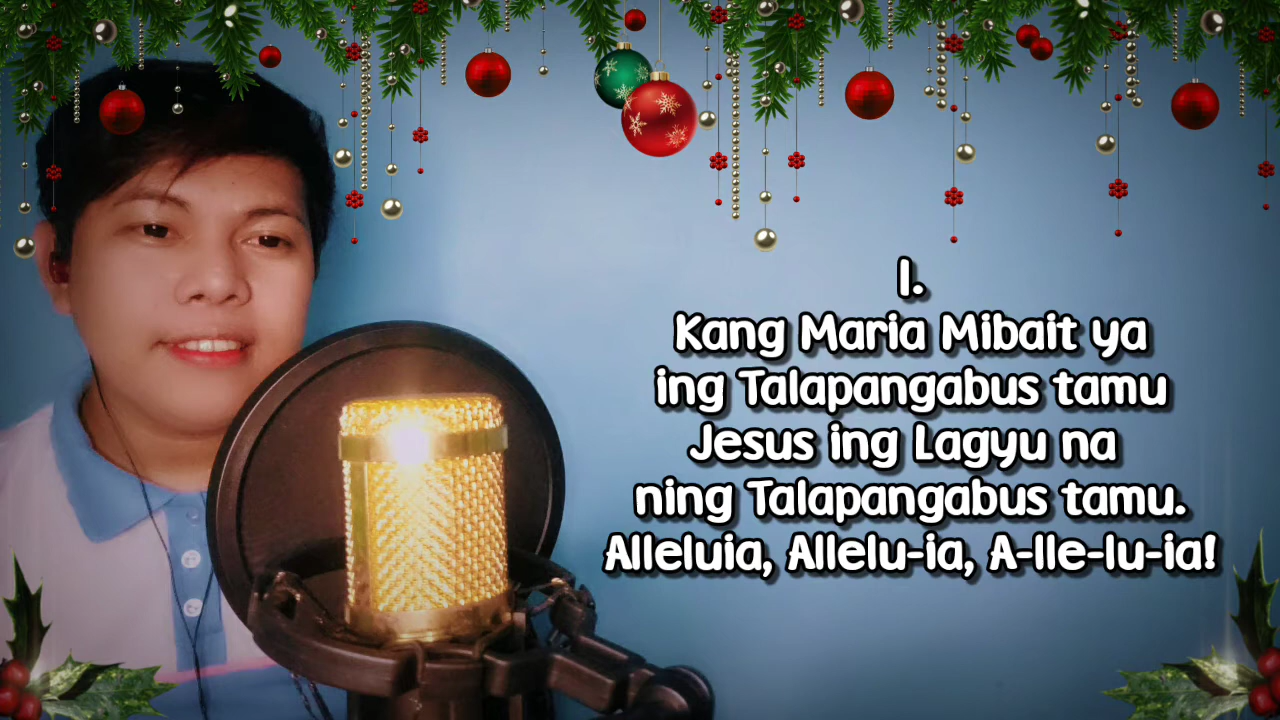 I.
Kang Maria Mibait ya
ing Talapangabus tamu
Jesus ing Lagyu na
ning Talapangabus tamu.
Alleluia, Allelu-ia, A-lle-lu-ia!